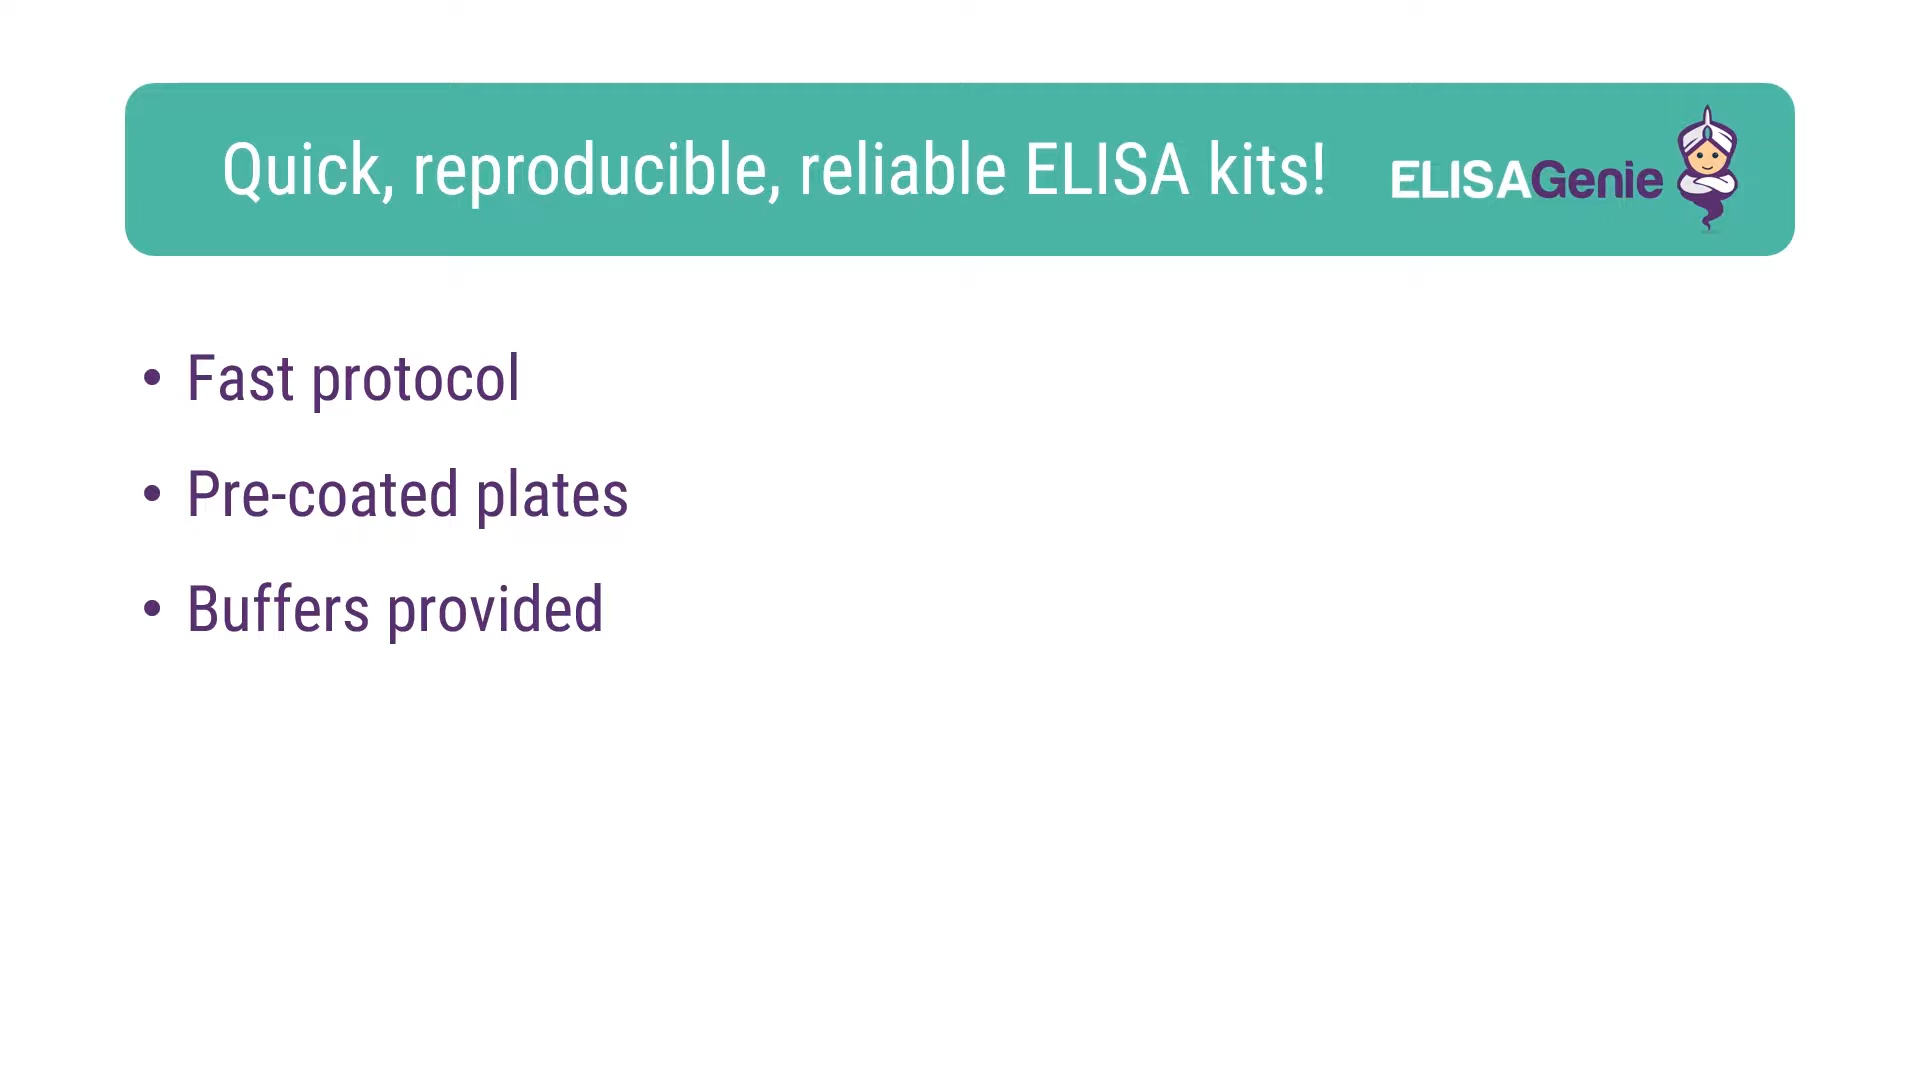 Quick, reproducible, reliable ELISA kits!
ELISAGenie
• Fast protocol
• Pre-coated plates
• Buffers provided